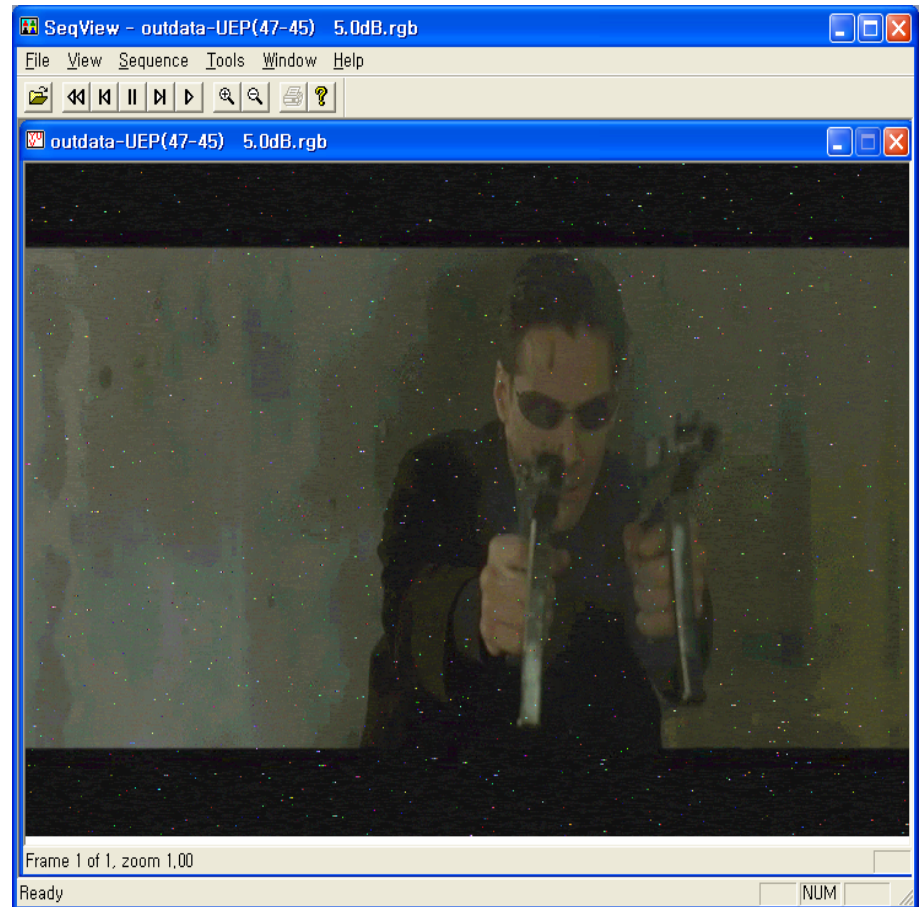 SeqView - outdata-UEP(47-45) 5.0dB.rgb
File View Sequence Tools Window Help
outdata-UEP(47-45) 5.0dB.rgb
Frame 1 of 1, zoom 1,00
Ready NUM